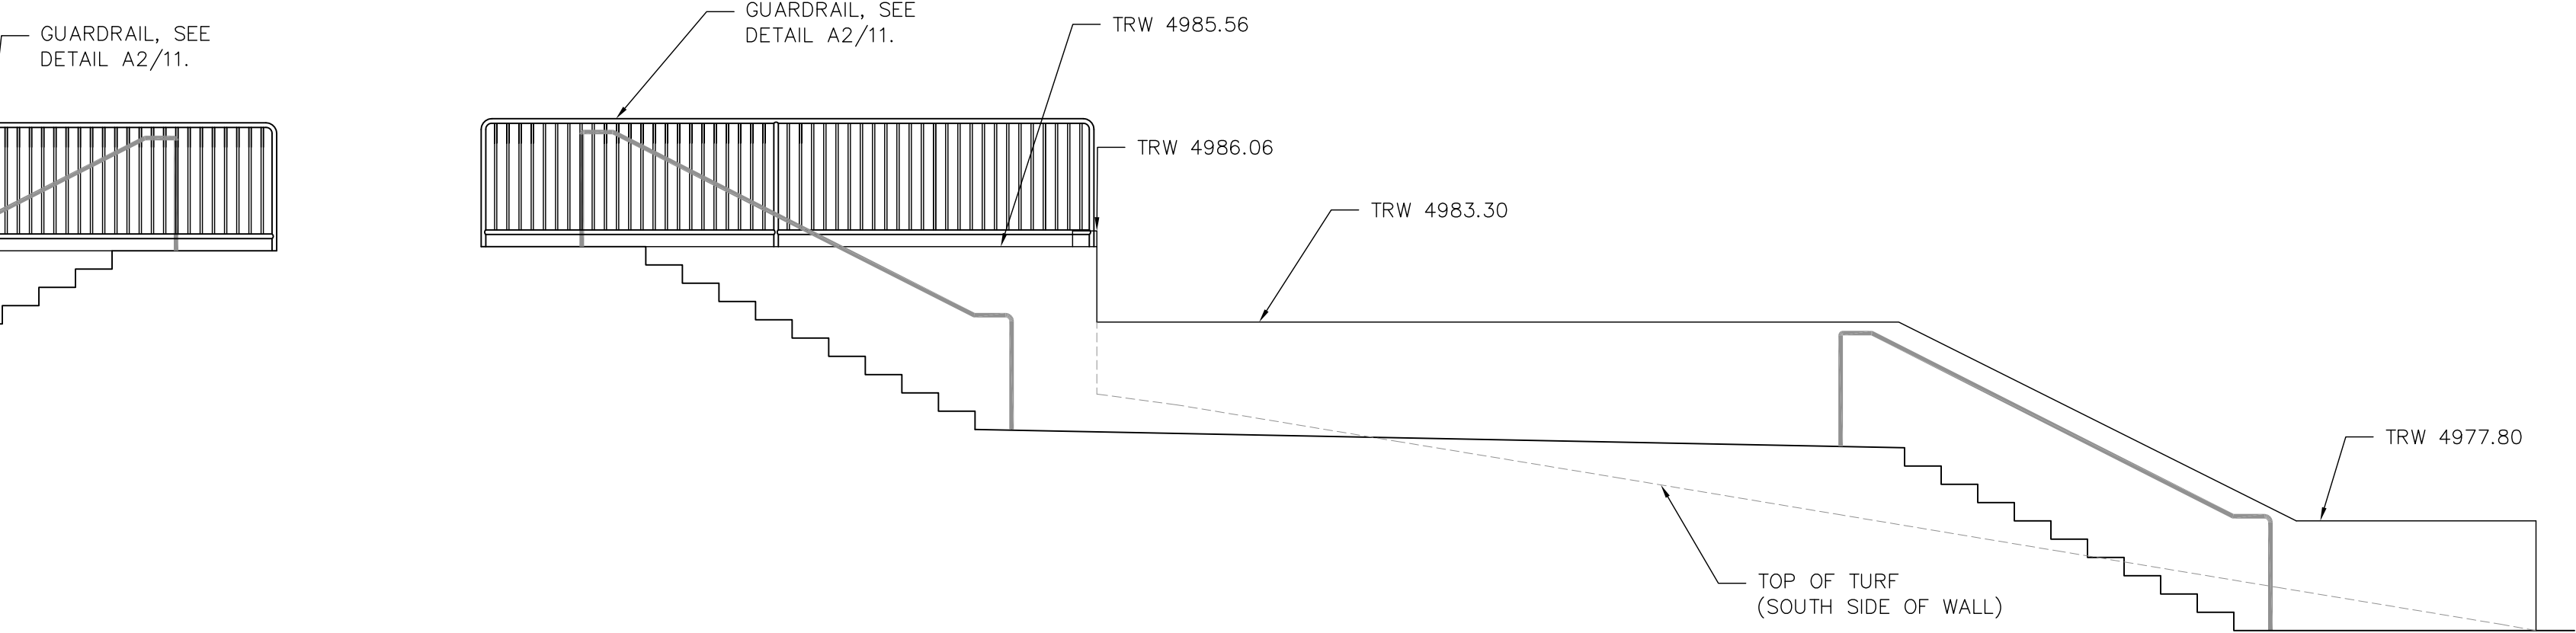 GUARDRAIL, SEE
DETAIL A2/11.
GUARDRAIL, SEE
DETAIL A2/11.
TRW 4985.56
TRW 4986.06
TRW 4983.30
TRW 4977.80
TOP OF TURF
(SOUTH SIDE OF WALL)